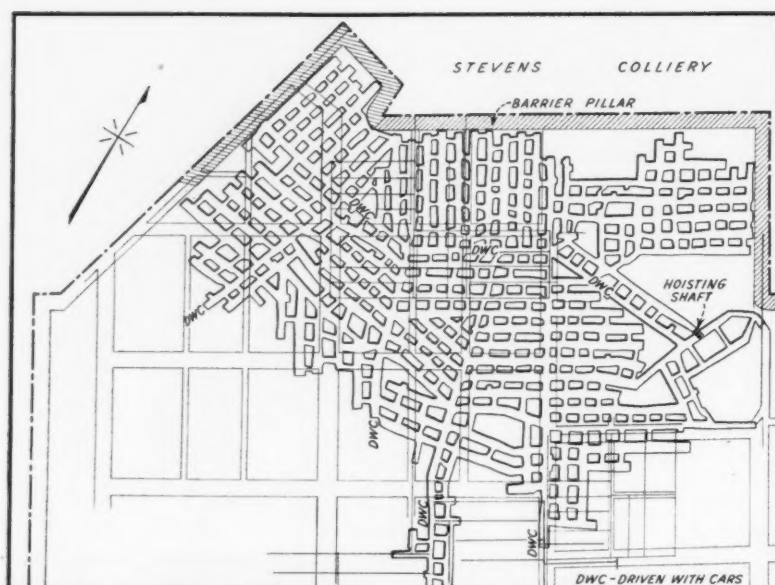 STEVENS COLLIERY
BARRIER PILLAR
DWC
DWC
DWC
HOISTING
SHAFT
DWC
DWC
DWC
DWC
DWC-DRIVEN WITH CARS